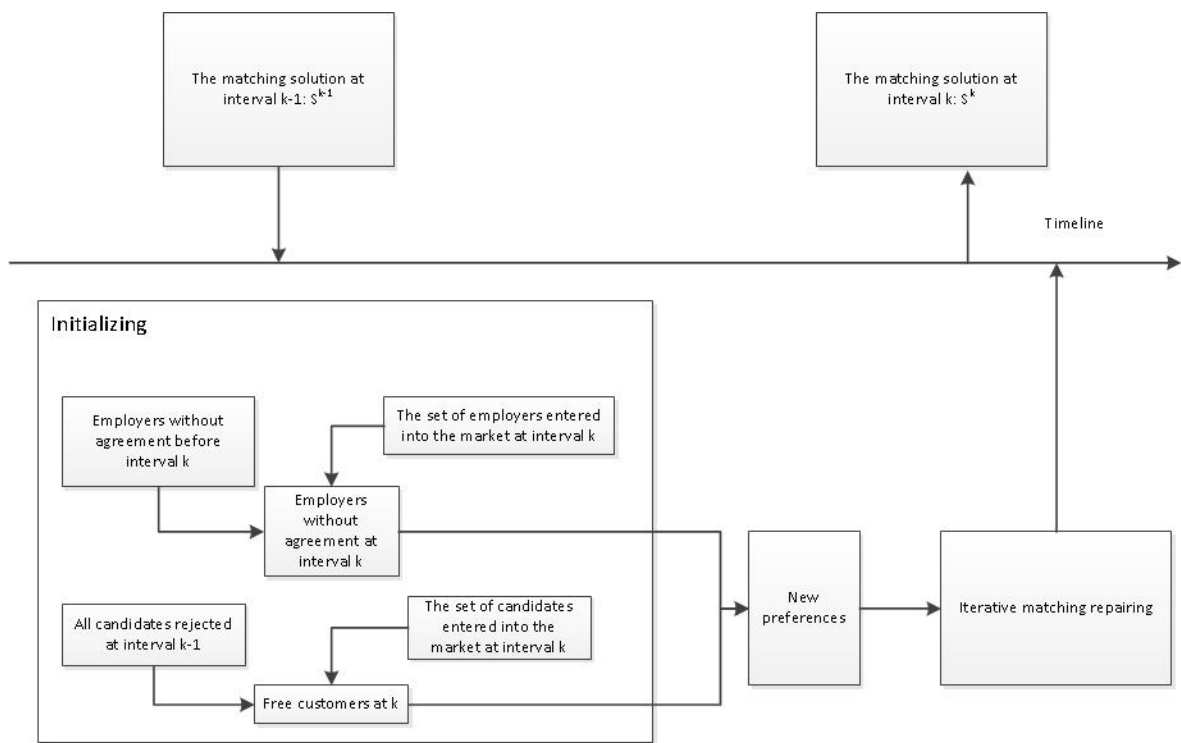 The matching solution at
interval k-1: S^k-1
The matching solution at
interval k: S^k
Timeline
Initializing
Employers without
agreement before
interval k
The set of employers entered
into the market at interval k
Employers
without
agreement at
interval k
All candidates rejected
at interval k-1
The set of candidates
entered into the
market at interval k
Free customers at k
New
preferences
Iterative matching repairing